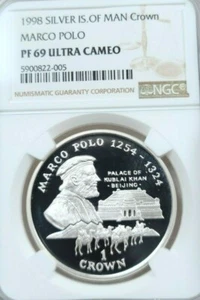 1998 SILVER IS.OF MAN Crown
MARCO POLO
PF 69 ULTRA CAMEO
5900822-005
NUMISMATIC GUARANTY CORPORATION
NGC
MARCO POLO 1254-1324
PALACE OF
KUBLAI KHAN
BEIJING
1
CROWN